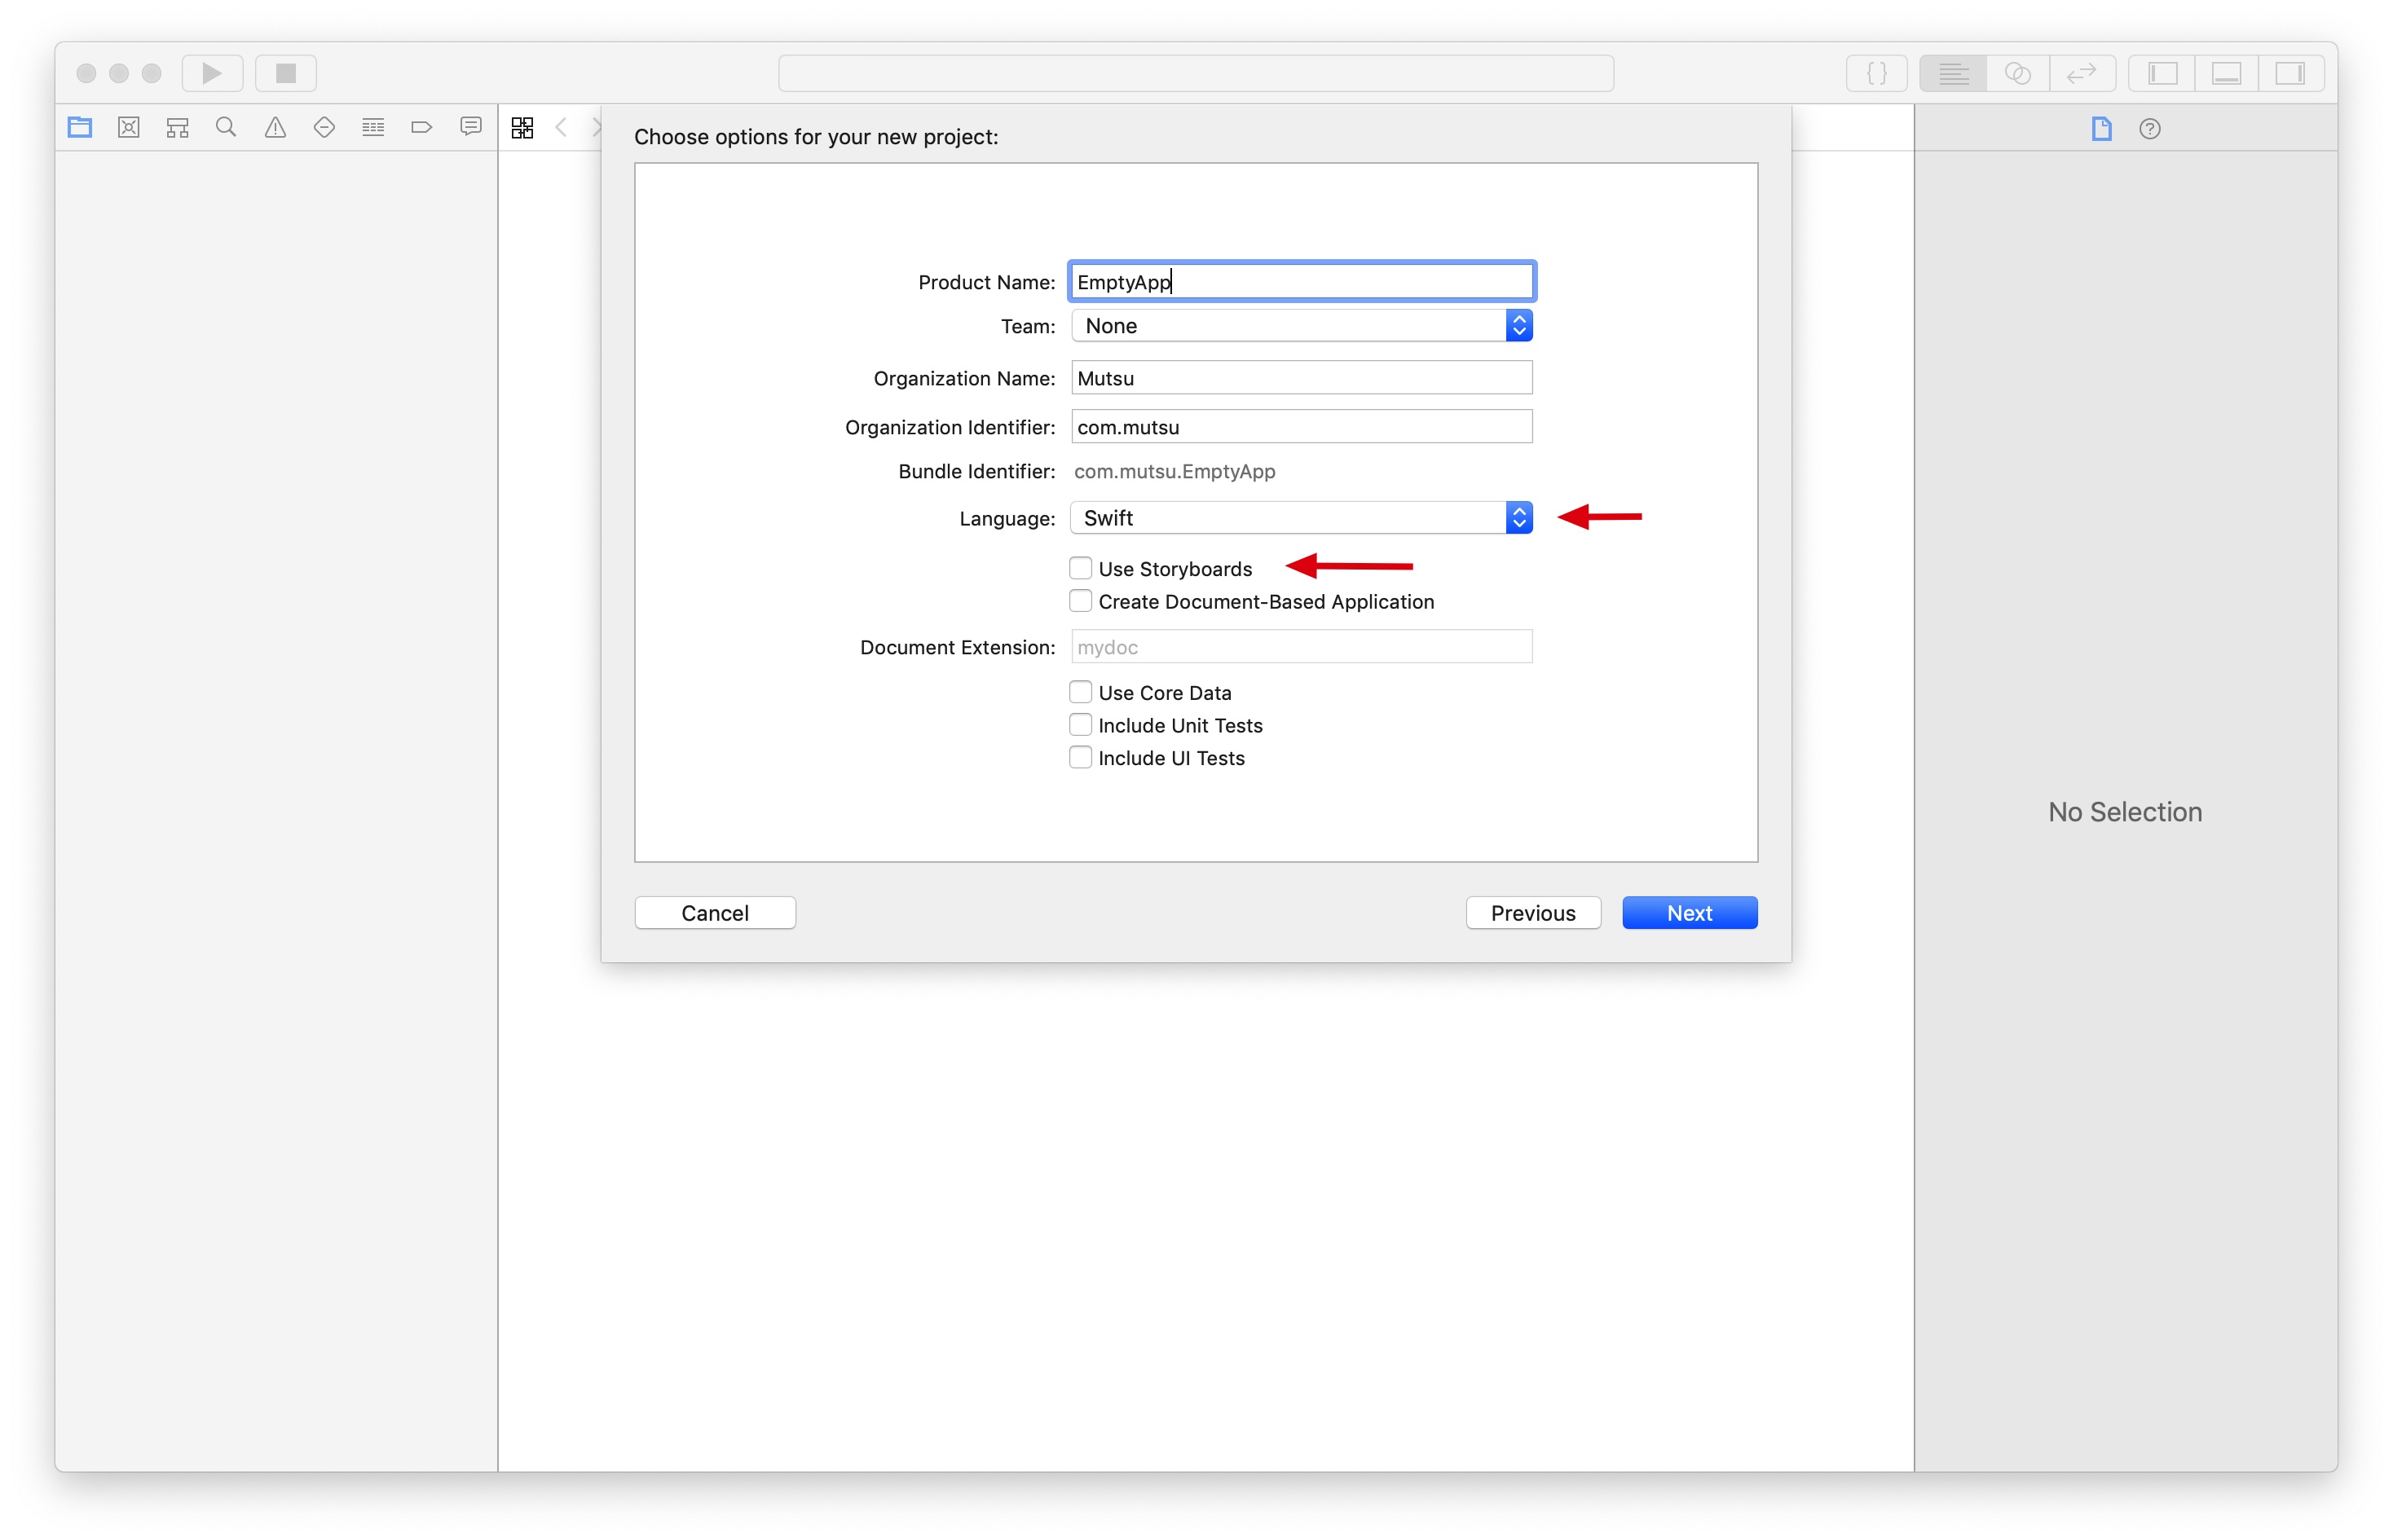 Choose options for your new project:
Product Name: EmptyApp
Team: None
Organization Name: Mutsu
Organization Identifier: com.mutsu
Bundle Identifier: com.mutsu.EmptyApp
Language: Swift
Use Storyboards
Create Document-Based Application
Document Extension: mydoc
Use Core Data
Include Unit Tests
Include UI Tests
No Selection
Cancel
Previous
Next